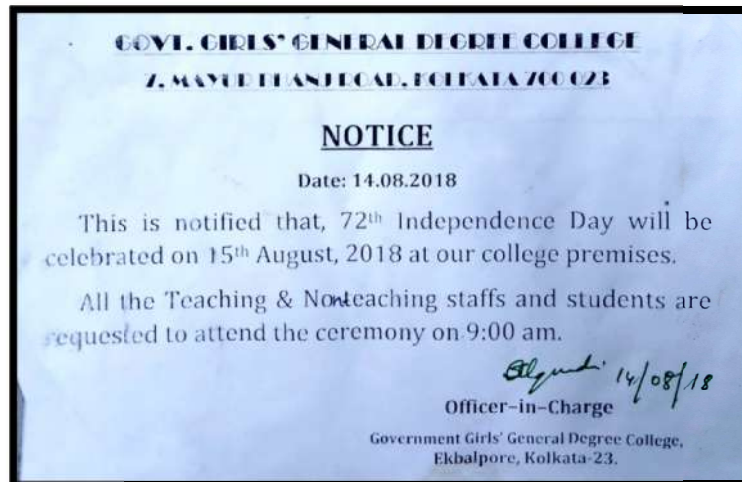 GOVT. GIRLS' GENERAL DEGREE COLLEGE
7, MAYUR BHANJ ROAD, KOLKATA 700 023
NOTICE
Date: 14.08.2018
This is notified that, 72th Independence Day will be
celebrated on 15th August, 2018 at our college premises.
All the Teaching & Nonteaching staffs and students are
requested to attend the ceremony on 9:00 am.
14/08/18
Officer-in-Charge
Government Girls' General Degree College,
Ekbalpore, Kolkata-23.